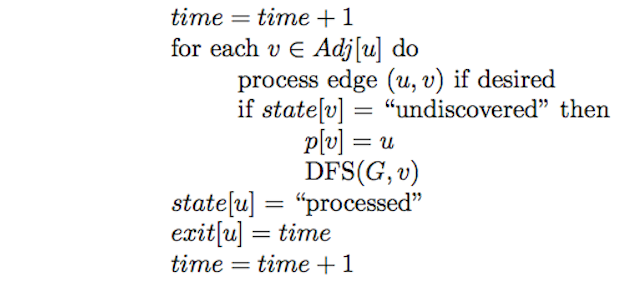 time = time + 1
for each v ∈ Adj[u] do
process edge (u, v) if desired
if state[v] = “undiscovered” then
p[v] = u
DFS(G, v)
state[u] = “processed”
exit[u] = time
time = time + 1